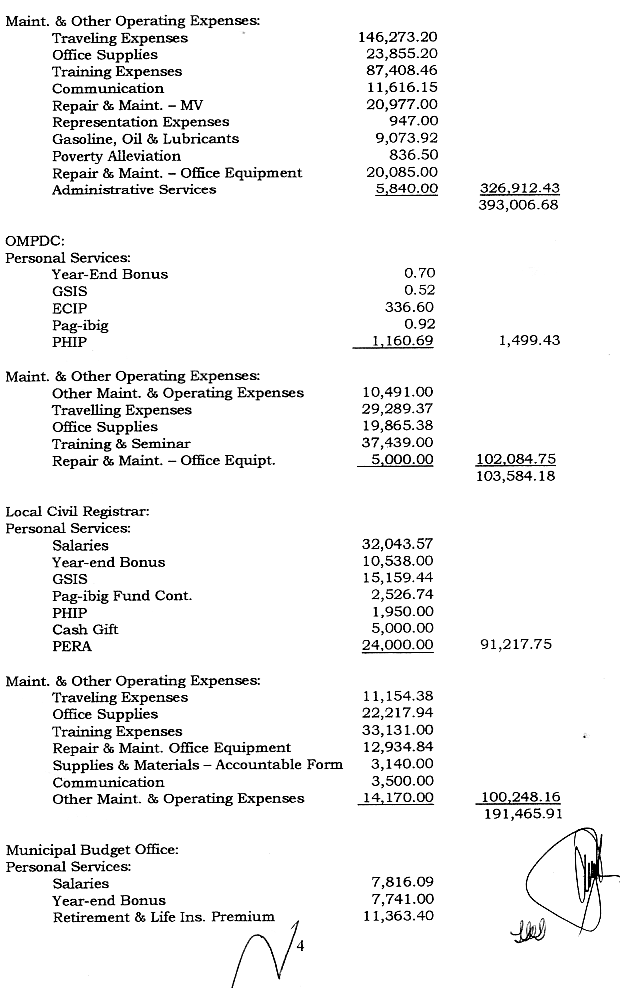 Maint. & Other Operating Expenses:
Traveling Expenses 146,273.20
Office Supplies 23,855.20
Training Expenses 87,408.46
Communication 11,616.15
Repair & Maint. – MV 20,977.00
Representation Expenses 947.00
Gasoline, Oil & Lubricants 9,073.92
Poverty Alleviation 836.50
Repair & Maint. – Office Equipment 20,085.00
Administrative Services 5,840.00 326,912.43
393,006.68
OMPDC:
Personal Services:
Year-End Bonus 0.70
GSIS 0.52
ECIP 336.60
Pag-ibig 0.92
PHIP 1,160.69 1,499.43
Maint. & Other Operating Expenses:
Other Maint. & Operating Expenses 10,491.00
Travelling Expenses 29,289.37
Office Supplies 19,865.38
Training & Seminar 37,439.00
Repair & Maint. – Office Equipt. 5,000.00 102,084.75
103,584.18
Local Civil Registrar:
Personal Services:
Salaries 32,043.57
Year-end Bonus 10,538.00
GSIS 15,159.44
Pag-ibig Fund Cont. 2,526.74
PHIP 1,950.00
Cash Gift 5,000.00
PERA 24,000.00 91,217.75
Maint. & Other Operating Expenses:
Traveling Expenses 11,154.38
Office Supplies 22,217.94
Training Expenses 33,131.00
Repair & Maint. Office Equipment 12,934.84
Supplies & Materials – Accountable Form 3,140.00
Communication 3,500.00
Other Maint. & Operating Expenses 14,170.00 100,248.16
191,465.91
Municipal Budget Office:
Personal Services:
Salaries 7,816.09
Year-end Bonus 7,741.00
Retirement & Life Ins. Premium 11,363.40
4